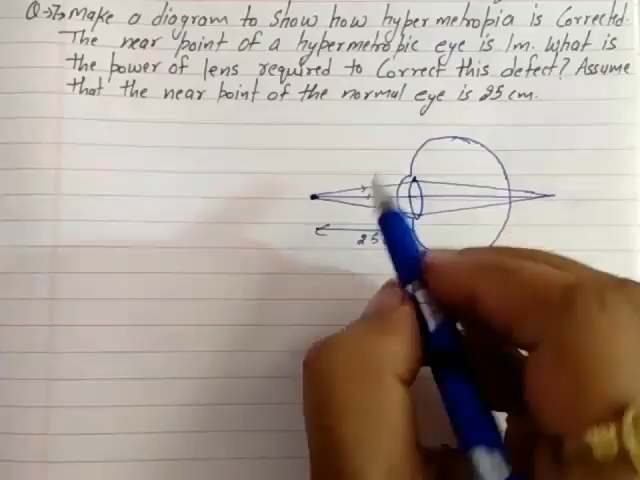 Q→7→ Make a diagram to show how hypermetropia is corrected.
The near point of a hypermetropic eye is 1m. What is
the power of lens required to correct this defect? Assume
that the near point of the normal eye is 25 cm.
25